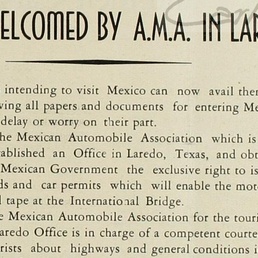 ELCOMED BY A.M.A. IN LAR
intending to visit Mexico can now avail the
ving all papers and documents for entering Me
delay or worry on their part.
he Mexican Automobile Association which is
tablished an Office in Laredo, Texas, and obt
Mexican Government the exclusive right to is
ds and car permits which will enable the mot
l tape at the International Bridge.
e Mexican Automobile Association for the touri
aredo Office is in charge of a competent courte
rists about highways and general conditions i